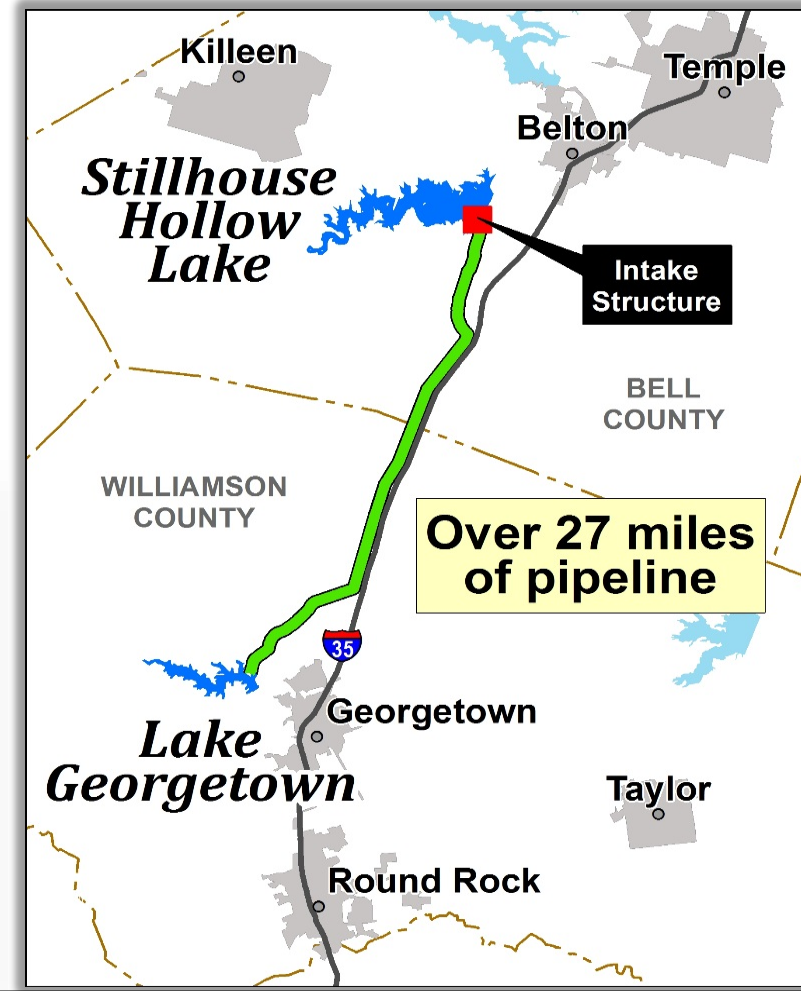 Killeen
Temple
Belton
Stillhouse
Hollow
Lake
Intake
Structure
BELL
COUNTY
WILLIAMSON
COUNTY
Over 27 miles
of pipeline
35
Georgetown
Lake
Georgetown
Taylor
Round Rock